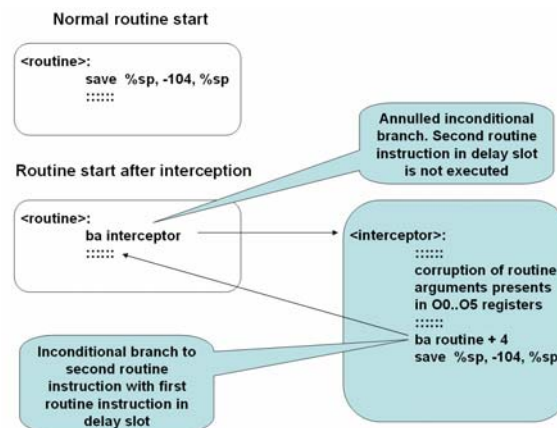 Normal routine start
<routine>:
save %sp, -104, %sp
::::::
Annulled inconditional
branch. Second routine
instruction in delay slot
is not executed
Routine start after interception
<routine>:
ba interceptor
::::::
<interceptor>:
::::::
corruption of routine
arguments presents
in O0..O5 registers
::::::
ba routine + 4
save %sp, -104, %sp
Inconditional branch to
second routine
instruction with first
routine instruction in
delay slot